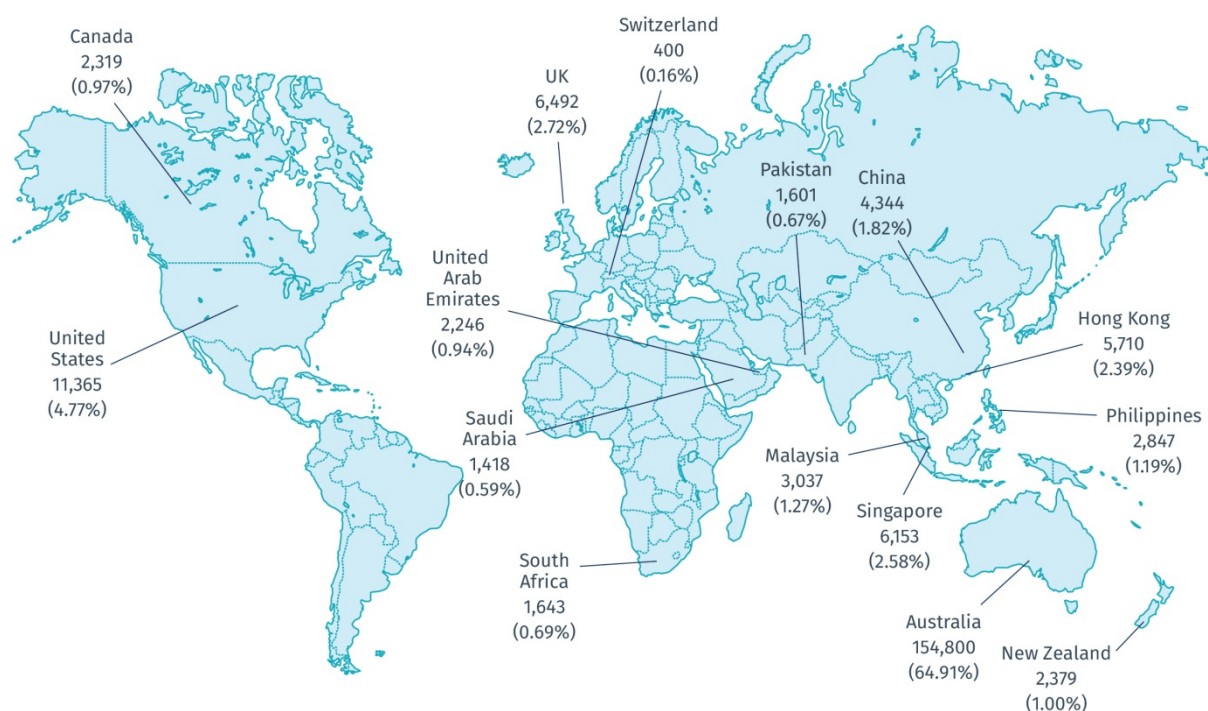 Canada
2,319
(0.97%)
Switzerland
400
(0.16%)
UK
6,492
(2.72%)
Pakistan
1,601
(0.67%)
China
4,344
(1.82%)
United
Arab
Emirates
2,246
(0.94%)
United
States
11,365
(4.77%)
Hong Kong
5,710
(2.39%)
Saudi
Arabia
1,418
(0.59%)
Philippines
2,847
(1.19%)
Malaysia
3,037
(1.27%)
Singapore
6,153
(2.58%)
South
Africa
1,643
(0.69%)
Australia
154,800
(64.91%)
New Zealand
2,379
(1.00%)